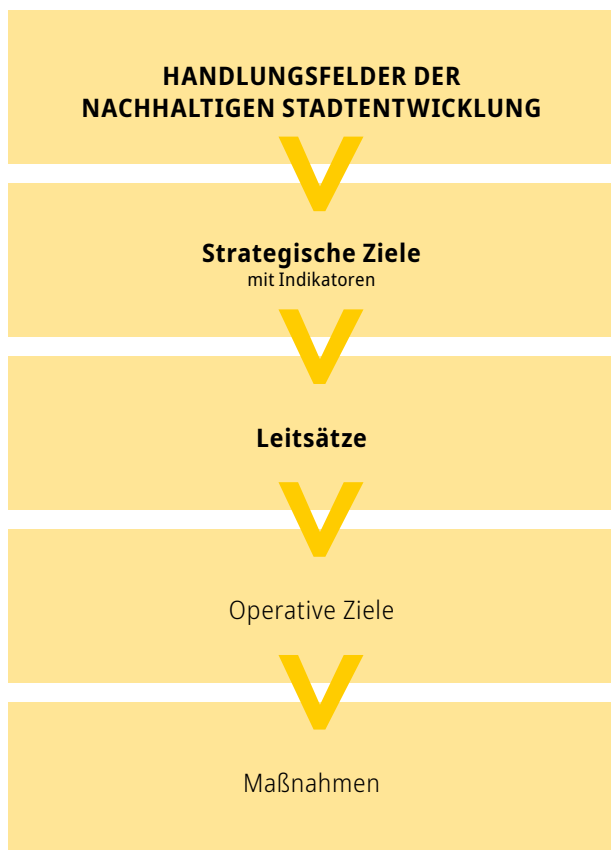 HANDLUNGSFELDER DER
NACHHALTIGEN STADTENTWICKLUNG
Strategische Ziele
mit Indikatoren
Leitsätze
Operative Ziele
Maßnahmen